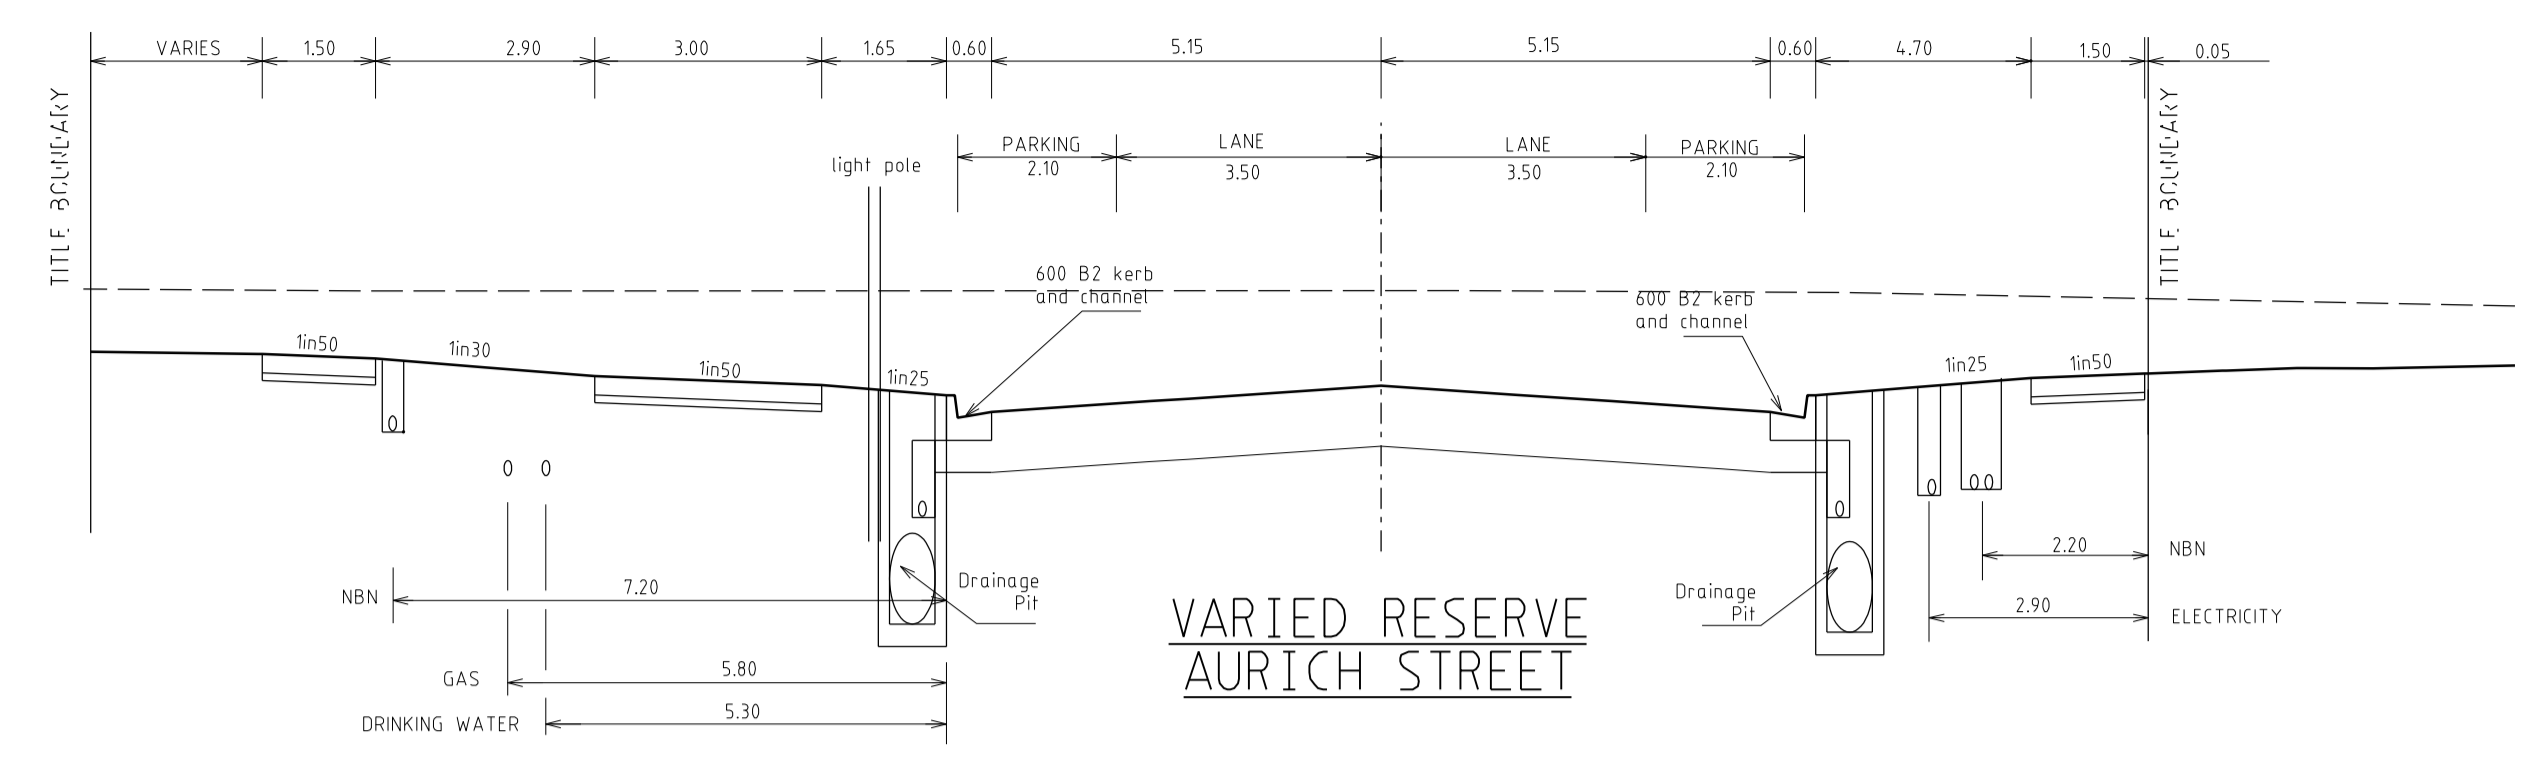 VARIES 1.50 2.90 3.00 1.65 0.60 5.15 5.15 0.60 4.70 1.50 0.05
TITLE BOUNDARY
TITLE BOUNDARY
PARKING LANE LANE PARKING
2.10 3.50 3.50 2.10
light pole
600 B2 kerb
and channel
600 B2 kerb
and channel
1in50 1in30 1in50 1in25 1in25 1in50
2.20 NBN
NBN 7.20
Drainage
Pit
Drainage
Pit
2.90 ELECTRICITY
VARIED RESERVE
AURICH STREET
GAS 5.80
DRINKING WATER 5.30